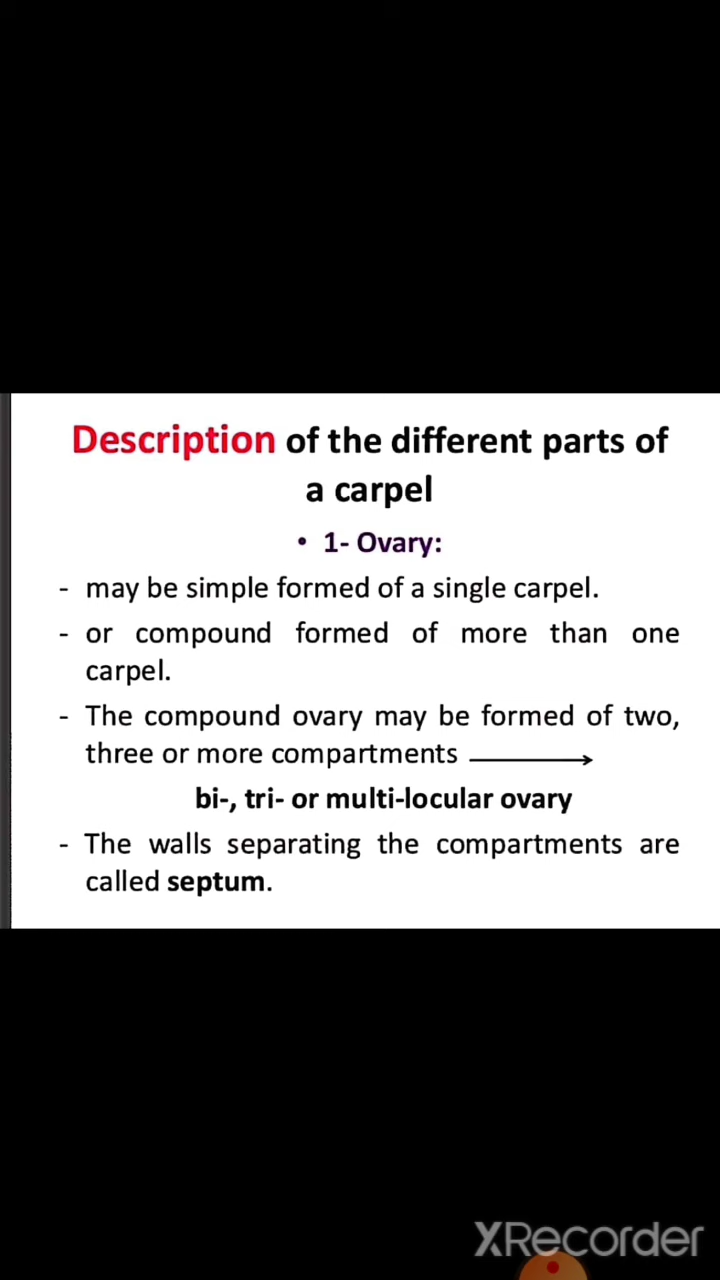 Description of the different parts of
a carpel
• 1- Ovary:
- may be simple formed of a single carpel.
- or compound formed of more than one
carpel.
- The compound ovary may be formed of two,
three or more compartments
bi-, tri- or multi-locular ovary
- The walls separating the compartments are
called septum.
XRecorder